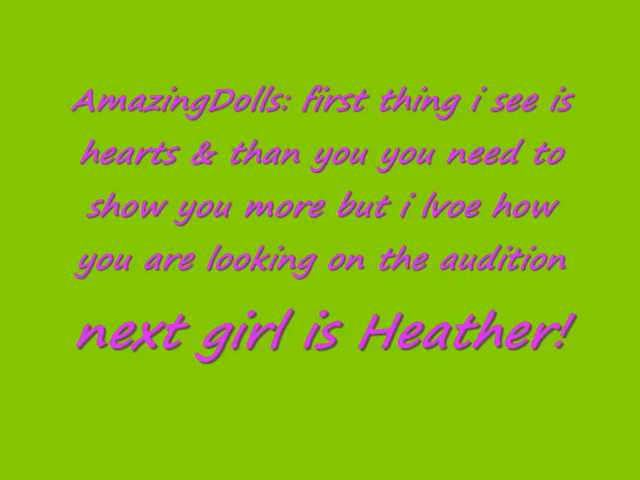 AmazingDolls: first thing i see is
hearts & than you you need to
show you more but i lvoe how
you are looking on the audition
next girl is Heather!